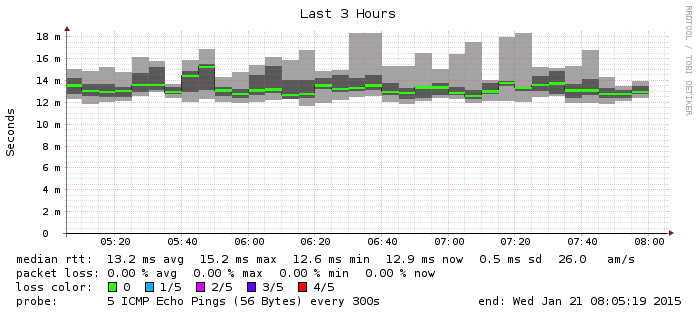 Last 3 Hours
RRDTOOL / TOBI OETIKER
Seconds
18 m
16 m
14 m
12 m
10 m
8 m
6 m
4 m
2 m
0
05:20 05:40 06:00 06:20 06:40 07:00 07:20 07:40 08:00
median rtt: 13.2 ms avg 15.2 ms max 12.6 ms min 12.9 ms now 0.5 ms sd 26.0 am/s
packet loss: 0.00 % avg 0.00 % max 0.00 % min 0.00 % now
loss color: 0 1/5 2/5 3/5 4/5
probe: 5 ICMP Echo Pings (56 Bytes) every 300s end: Wed Jan 21 08:05:19 2015